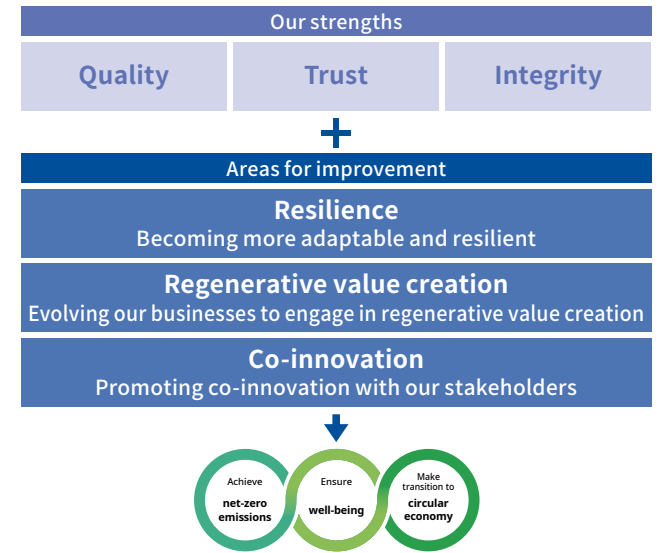 Our strengths
Quality
Trust
Integrity
+
Areas for improvement
Resilience
Becoming more adaptable and resilient
Regenerative value creation
Evolving our businesses to engage in regenerative value creation
Co-innovation
Promoting co-innovation with our stakeholders
Achieve
net-zero
emissions
Ensure
well-being
Make
transition to
circular
economy